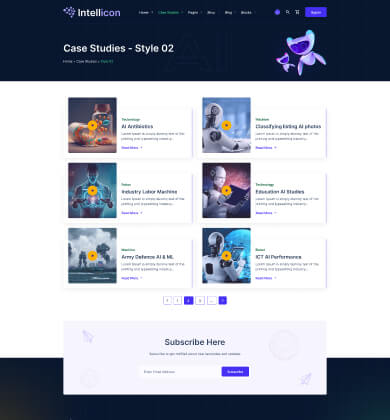 Intellicon
Home Case Studies Pages Shop Blog Blocks
Sign In
Case Studies - Style 02
Home • Case Studies • Style 02
Technology
AI Antibiotics
Lorem Ipsum is simply dummy text of the
printing and typesetting industry...
Read More
Machine
Classifying listing AI photos
Lorem Ipsum is simply dummy text of the
printing and typesetting industry...
Read More
Industry Labor Machine
Lorem Ipsum is simply dummy text of the
printing and typesetting industry...
Read More
Technology
Education AI Studies
Lorem Ipsum is simply dummy text of the
printing and typesetting industry...
Read More
Machine
Army Defence AI & ML
Lorem Ipsum is simply dummy text of the
printing and typesetting industry...
Read More
Robot
ICT AI Performance
Lorem Ipsum is simply dummy text of the
printing and typesetting industry...
Read More
1 2 3 ...
Subscribe Here
Subscribe to get notified about new launches and updates
Enter Email Address
Subscribe